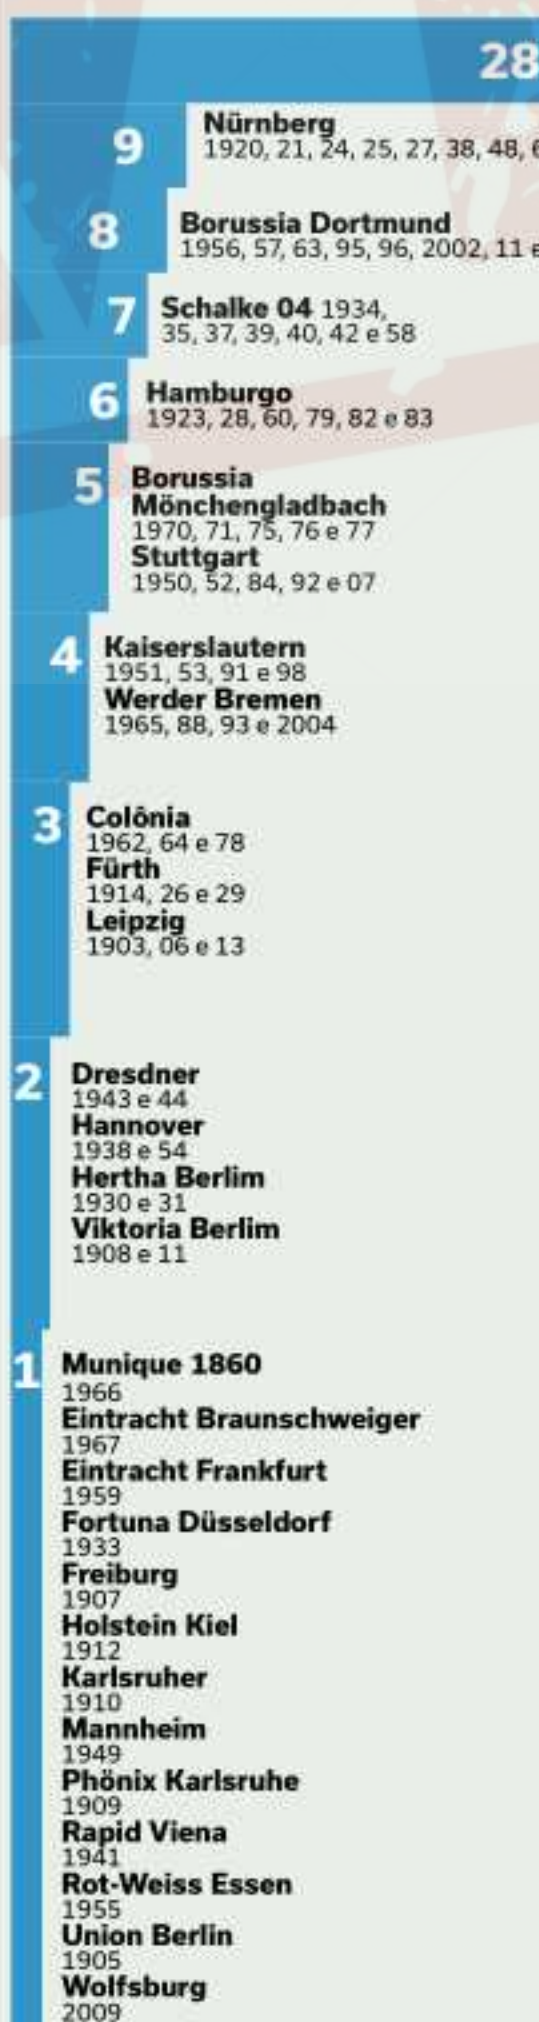 28
9
Nürnberg
1920, 21, 24, 25, 27, 38, 48,
8
Borussia Dortmund
1956, 57, 63, 95, 96, 2002, 11 e
7
Schalke 04 1934,
35, 37, 39, 40, 42 e 58
6
Hamburgo
1923, 28, 60, 79, 82 e 83
5
Borussia
Mönchengladbach
1970, 71, 75, 76 e 77
Stuttgart
1950, 52, 84, 92 e 07
4
Kaiserslautern
1951, 53, 91 e 98
Werder Bremen
1965, 88, 93 e 2004
3
Colônia
1962, 64 e 78
Fürth
1914, 26 e 29
Leipzig
1903, 06 e 13
2
Dresdner
1943 e 44
Hannover
1938 e 54
Hertha Berlim
1930 e 31
Viktoria Berlim
1908 e 11
1
Munique 1860
1966
Eintracht Braunschweiger
1967
Eintracht Frankfurt
1959
Fortuna Düsseldorf
1933
Freiburg
1907
Holstein Kiel
1912
Karlsruher
1910
Mannheim
1949
Phönix Karlsruhe
1909
Rapid Viena
1941
Rot-Weiss Essen
1955
Union Berlin
1905
Wolfsburg
2009